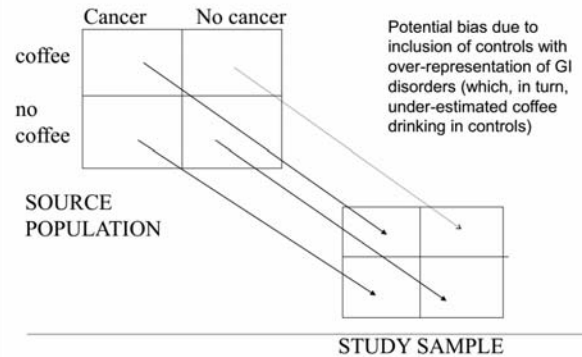 Cancer No cancer
coffee
no
coffee
Potential bias due to
inclusion of controls with
over-representation of GI
disorders (which, in turn,
under-estimated coffee
drinking in controls)
SOURCE
POPULATION
STUDY SAMPLE